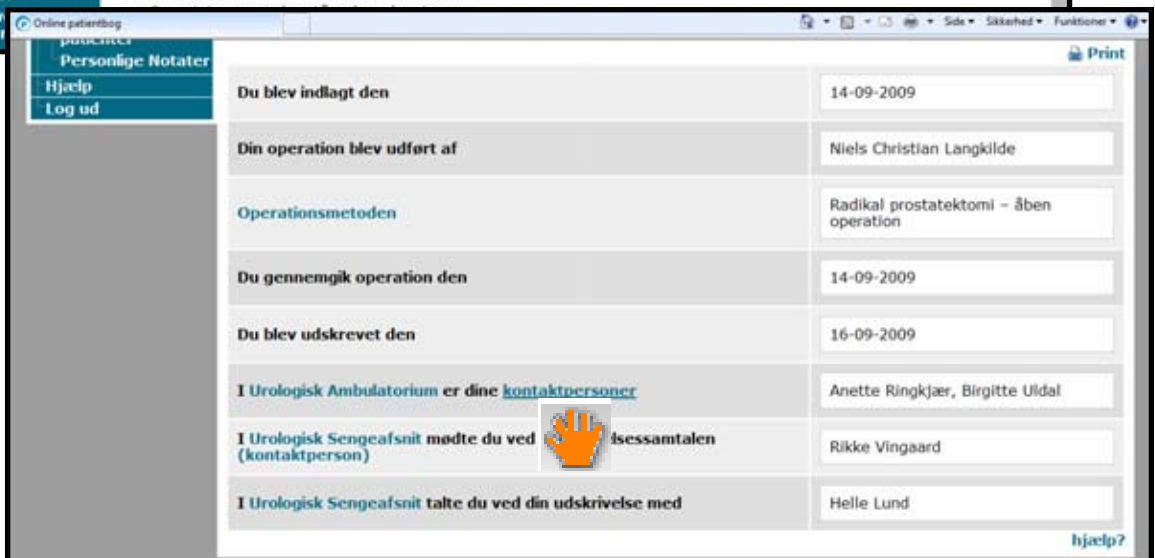 Online patientbog
Side
Sikkerhed
Funktioner
patienter
Personlige Notater
Hjælp
Log ud
Print
Du blev indlagt den
14-09-2009
Din operation blev udført af
Niels Christian Langkilde
Operationsmetoden
Radikal prostatektomi – åben
operation
Du gennemgik operation den
14-09-2009
Du blev udskrevet den
16-09-2009
I Urologisk Ambulatorium er dine kontaktpersoner
Anette Ringkjær, Birgitte Uldal
I Urologisk Sengeafsnit mødte du ved lsessamtalen
(kontaktperson)
Rikke Vingaard
I Urologisk Sengeafsnit talte du ved din udskrivelse med
Helle Lund
hjælp?